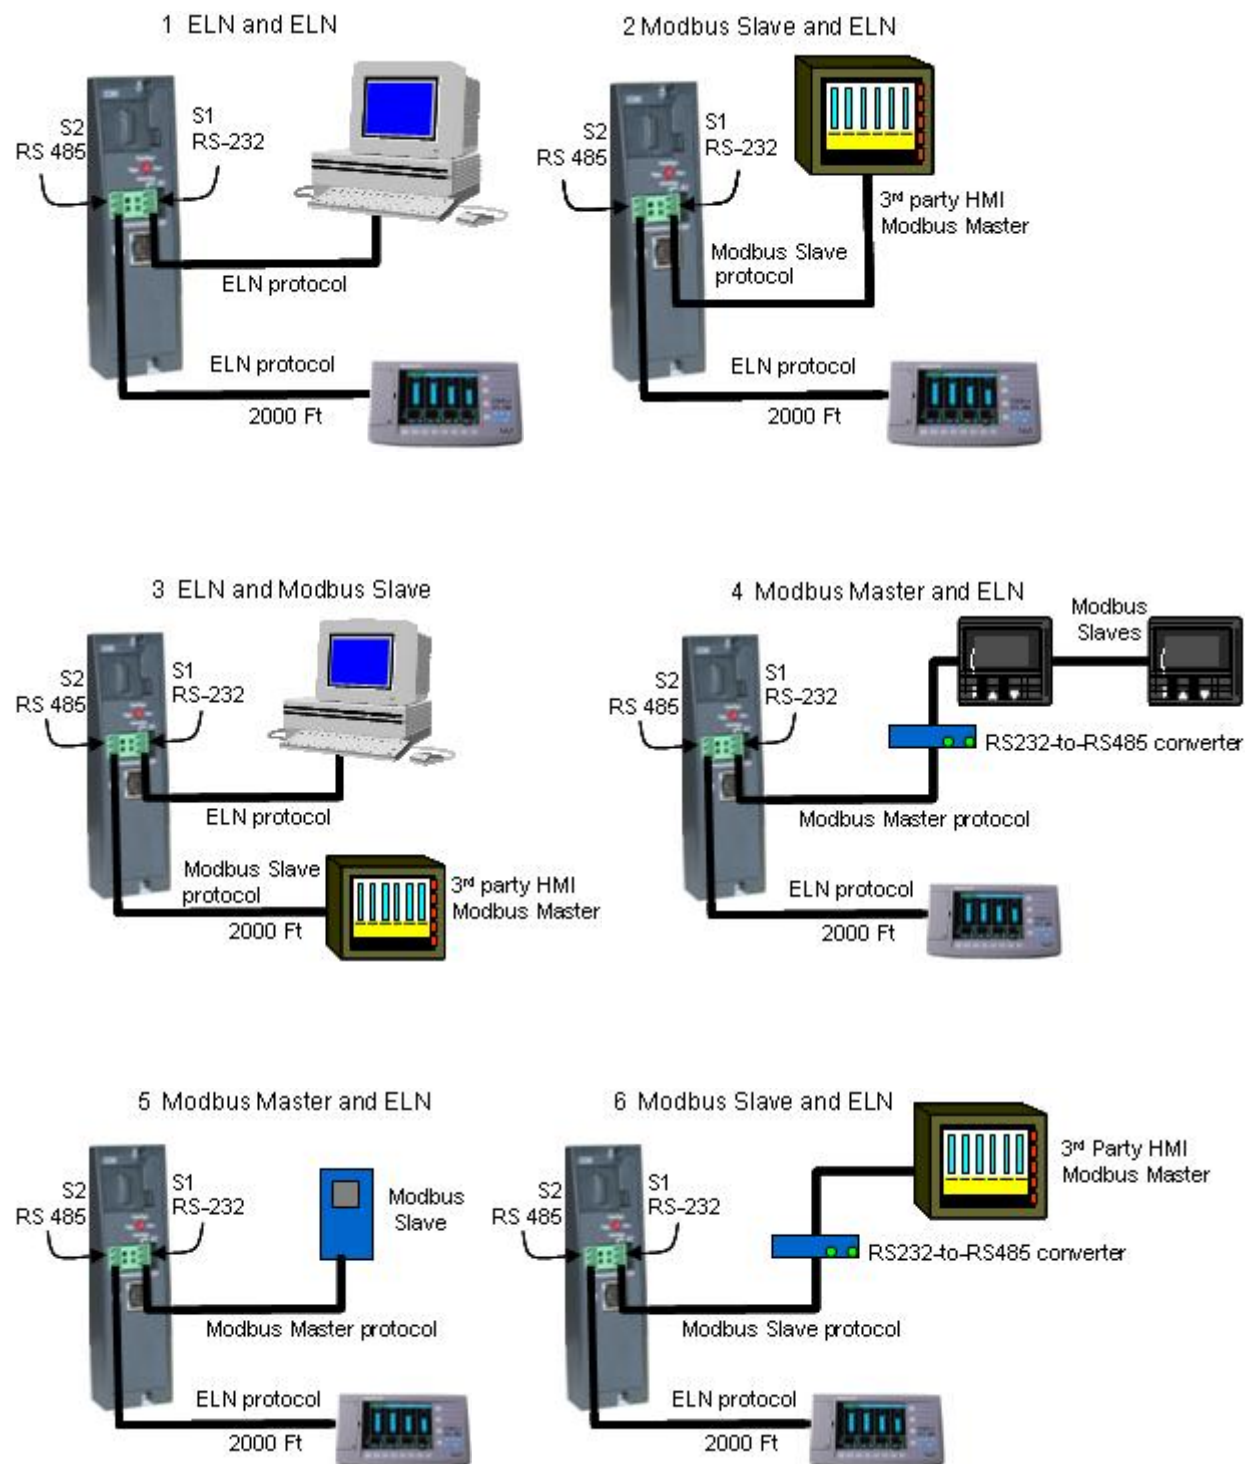 1 ELN and ELN
S2
RS 485
S1
RS-232
ELN protocol
ELN protocol
2000 Ft
2 Modbus Slave and ELN
S2
RS 485
S1
RS-232
3rd party HMI
Modbus Master
Modbus Slave
protocol
ELN protocol
2000 Ft
3 ELN and Modbus Slave
S2
RS 485
S1
RS-232
ELN protocol
Modbus Slave
protocol
2000 Ft
3rd party HMI
Modbus Master
4 Modbus Master and ELN
S2
RS 485
S1
RS-232
Modbus
Slaves
RS232-to-RS485 converter
Modbus Master protocol
ELN protocol
2000 Ft
5 Modbus Master and ELN
S2
RS 485
S1
RS-232
Modbus
Slave
Modbus Master protocol
ELN protocol
2000 Ft
6 Modbus Slave and ELN
S2
RS 485
S1
RS-232
3rd Party HMI
Modbus Master
RS232-to-RS485 converter
Modbus Slave protocol
ELN protocol
2000 Ft